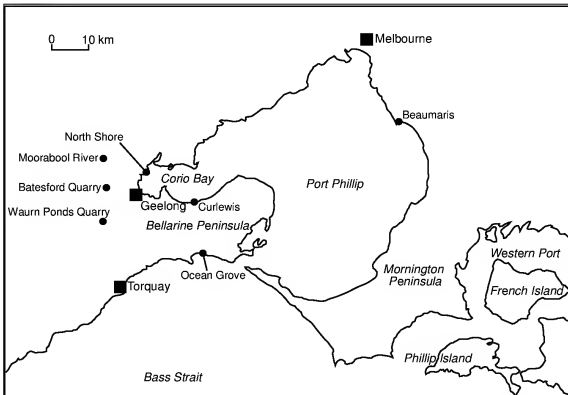 0 10 km
Melbourne
Beaumaris
North Shore
Moorabool River
Corio Bay
Port Phillip
Batesford Quarry
Geelong
Curlewis
Waurn Ponds Quarry
Bellarine Peninsula
Western Port
Ocean Grove
Mornington
Peninsula
French Island
Torquay
Phillip Island
Bass Strait